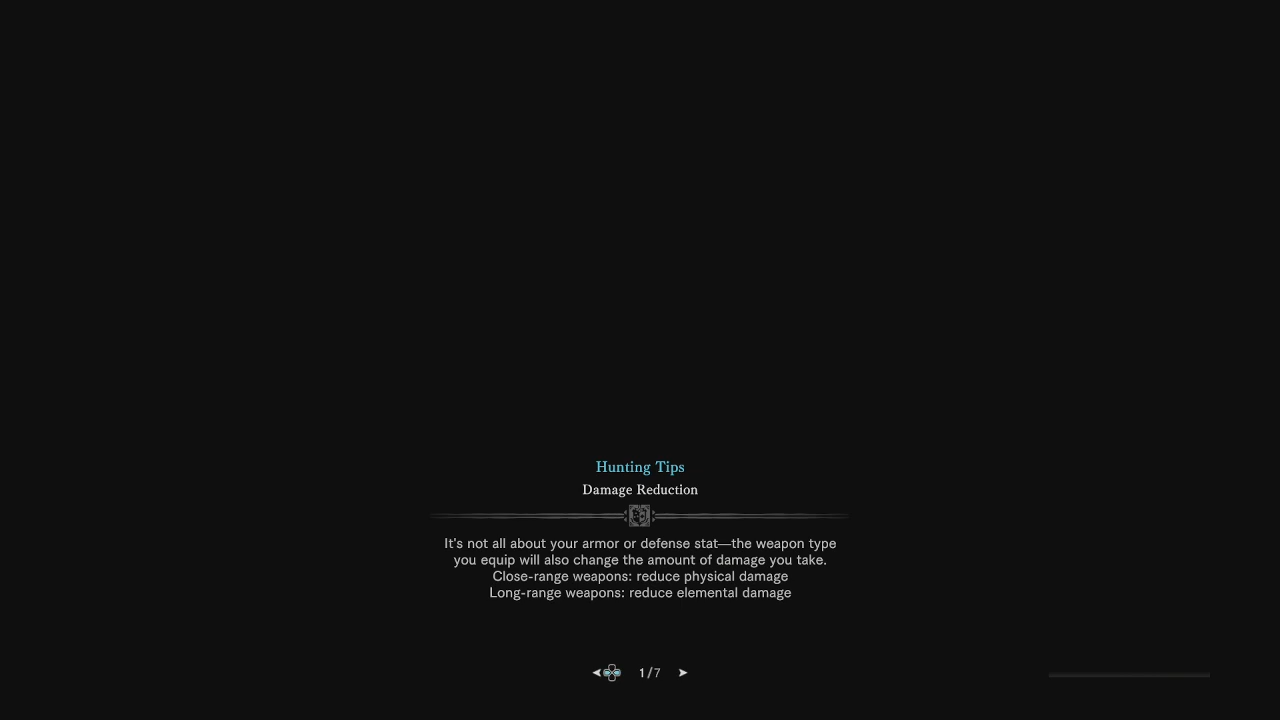 Hunting Tips
Damage Reduction
It's not all about your armor or defense stat—the weapon type
you equip will also change the amount of damage you take.
Close-range weapons: reduce physical damage
Long-range weapons: reduce elemental damage
1/7